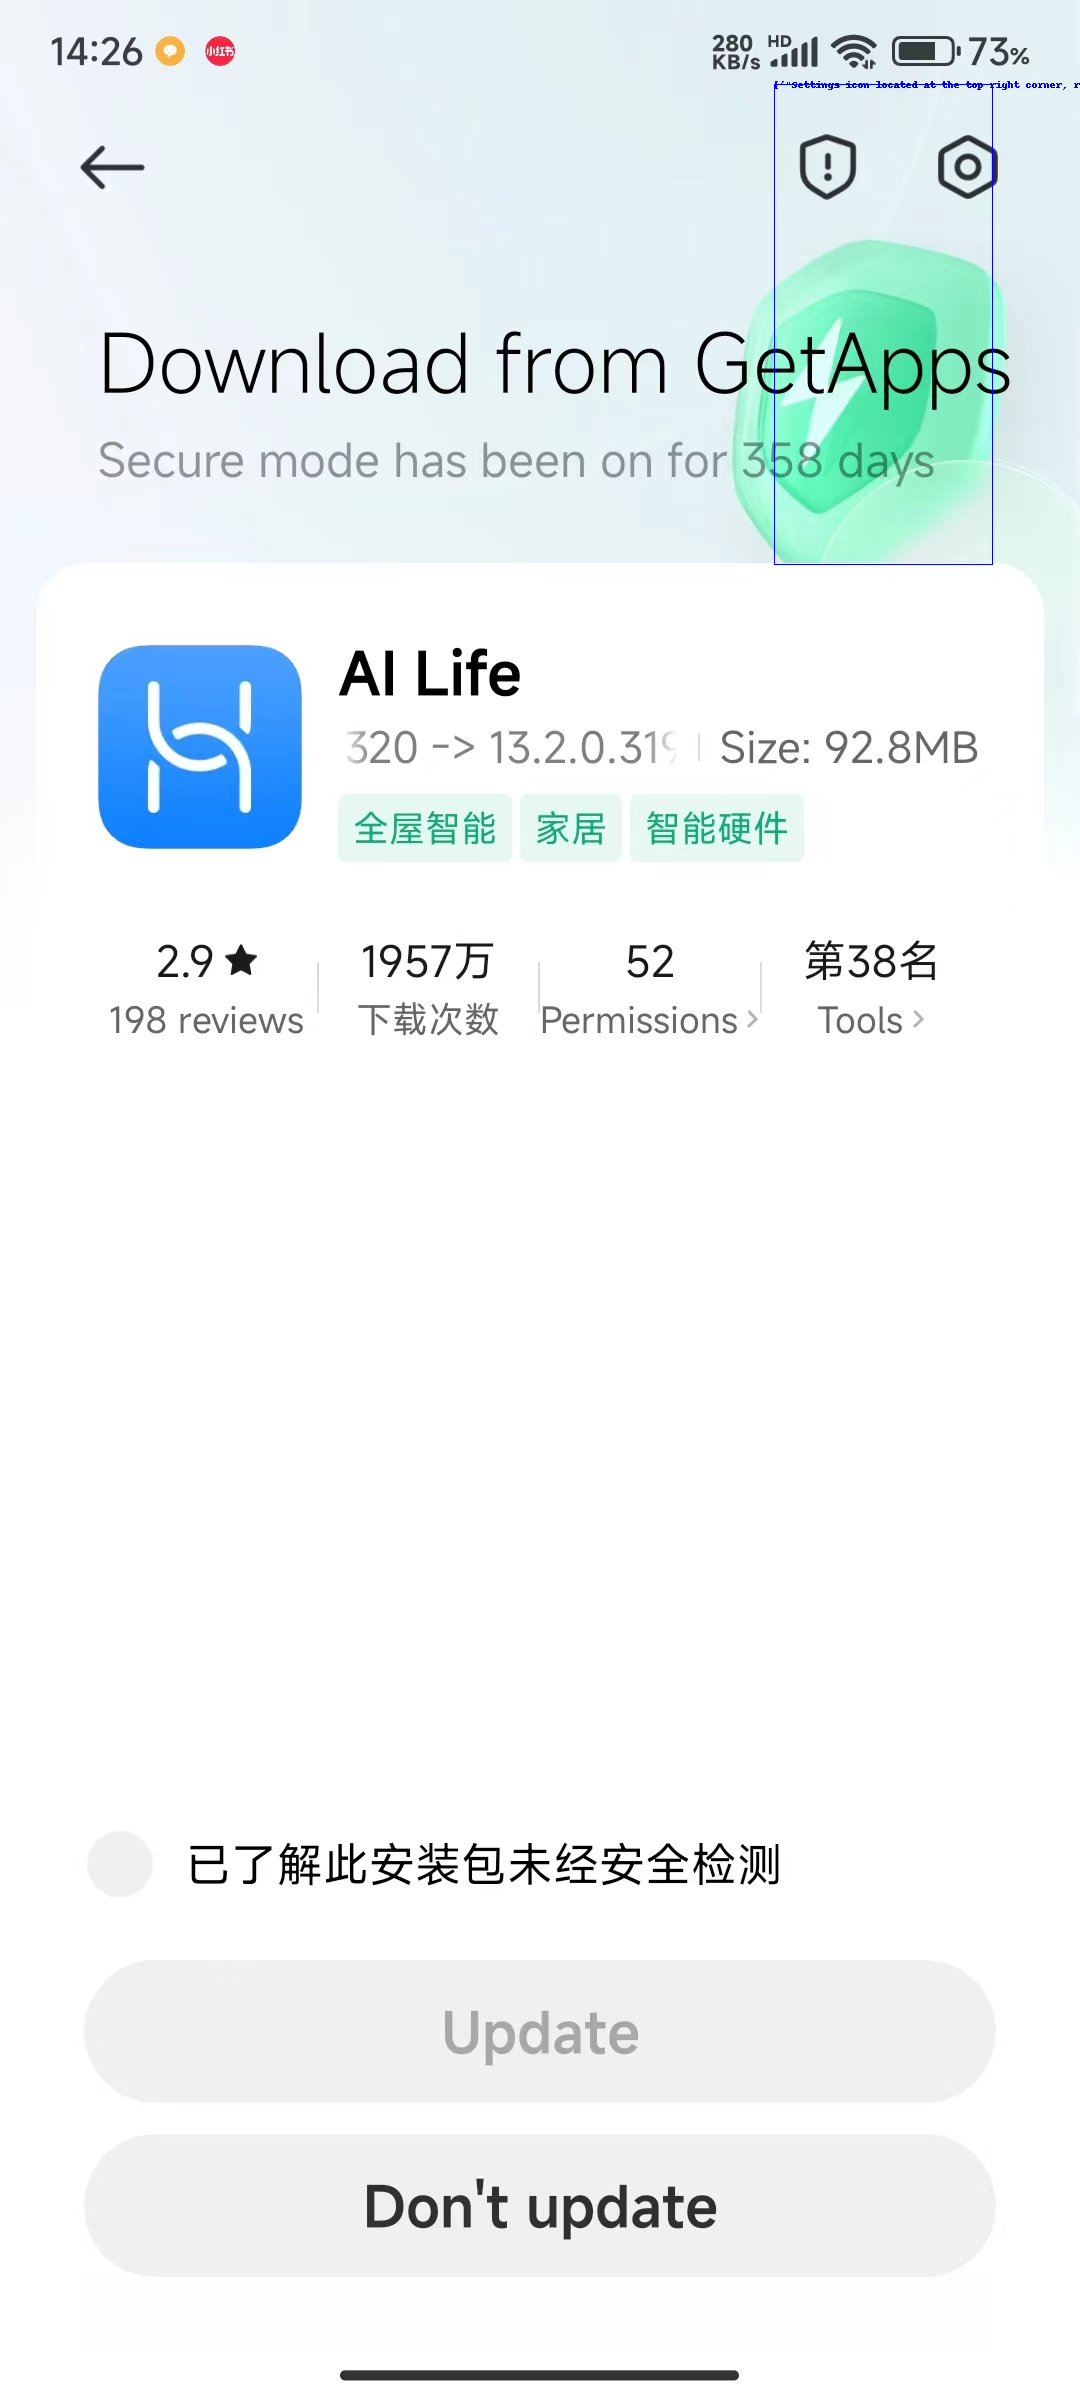 14:26 小红书 280 KB/s HD 73%
["Settings icon located at the top right corner, r
Download from GetApps
Secure mode has been on for 358 days
AI Life
320 -> 13.2.0.319 Size: 92.8MB
全屋智能 家居 智能硬件
2.9★ 1957万 52 第38名
198 reviews 下载次数 Permissions > Tools >
已了解此安装包未经安全检测
Update
Don't update